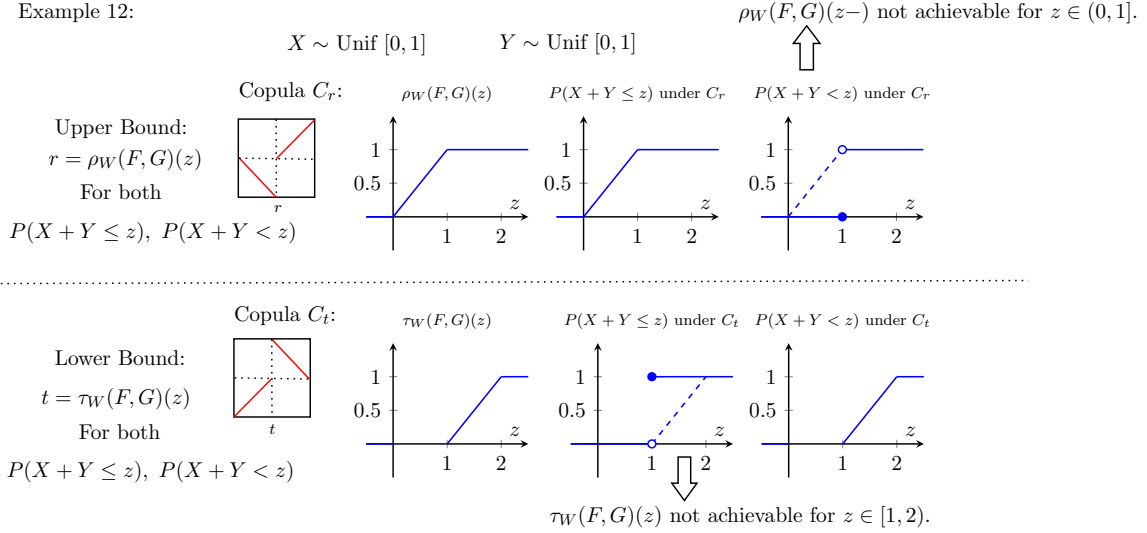 Example 12:
ρ_W(F, G)(z−) not achievable for z ∈ (0, 1].
X ∼ Unif [0, 1]
Y ∼ Unif [0, 1]
Copula C_r:
ρ_W(F, G)(z)
P(X + Y ≤ z) under C_r
P(X + Y < z) under C_r
Upper Bound:
r = ρ_W(F, G)(z)
For both
P(X + Y ≤ z), P(X + Y < z)
r
1
0.5
z
1 2
1
0.5
z
1 2
1
0.5
z
1 2
Copula C_t:
τ_W(F, G)(z)
P(X + Y ≤ z) under C_t
P(X + Y < z) under C_t
Lower Bound:
t = τ_W(F, G)(z)
For both
P(X + Y ≤ z), P(X + Y < z)
t
1
0.5
z
1 2
1
0.5
z
1 2
1
0.5
z
1 2
τ_W(F, G)(z) not achievable for z ∈ [1, 2).